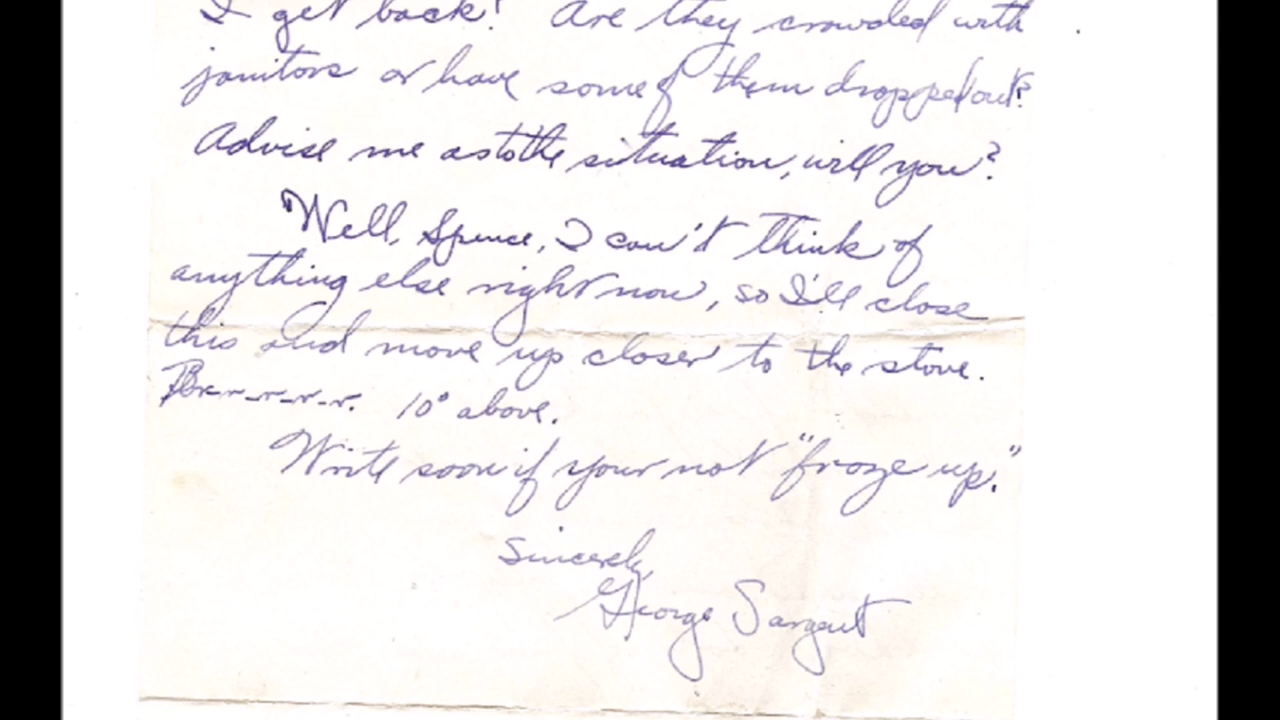 I get back! Are they crowded with
janitors or have some of them dropped out?
Advise me as to the situation, will you?
Well, Spence, I can't think of
anything else right now, so I'll close
this and move up closer to the stove.
Br-r-r-r-r. 10° above.
Write soon if your not "froze up."
Sincerely,
George Sargent